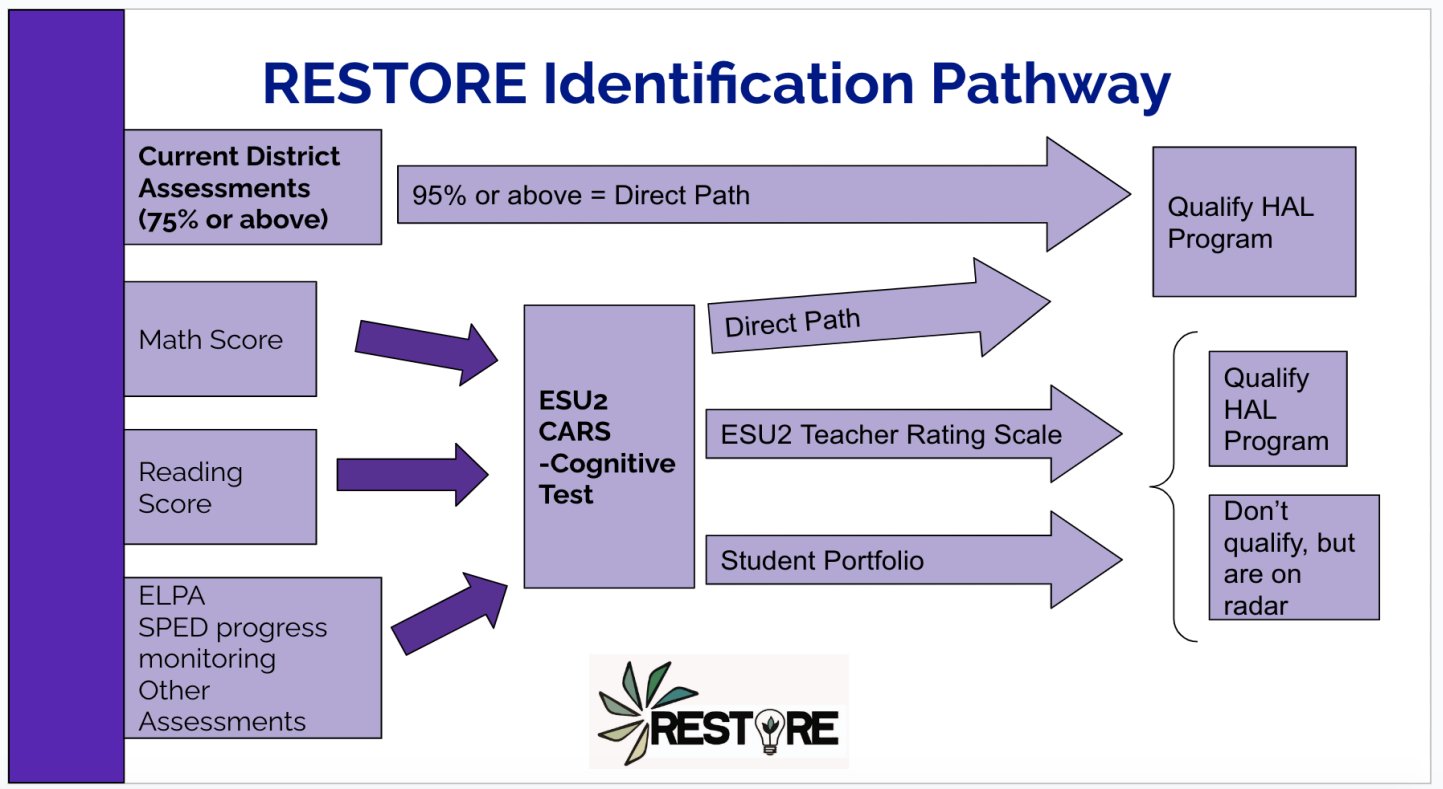 RESTORE Identification Pathway
Current District
Assessments
(75% or above)
95% or above = Direct Path
Qualify HAL
Program
Math Score
Reading
Score
ELPA
SPED progress
monitoring
Other
Assessments
ESU2
CARS
-Cognitive
Test
Direct Path
ESU2 Teacher Rating Scale
Student Portfolio
Qualify
HAL
Program
Don't
qualify, but
are on
radar
RESTORE